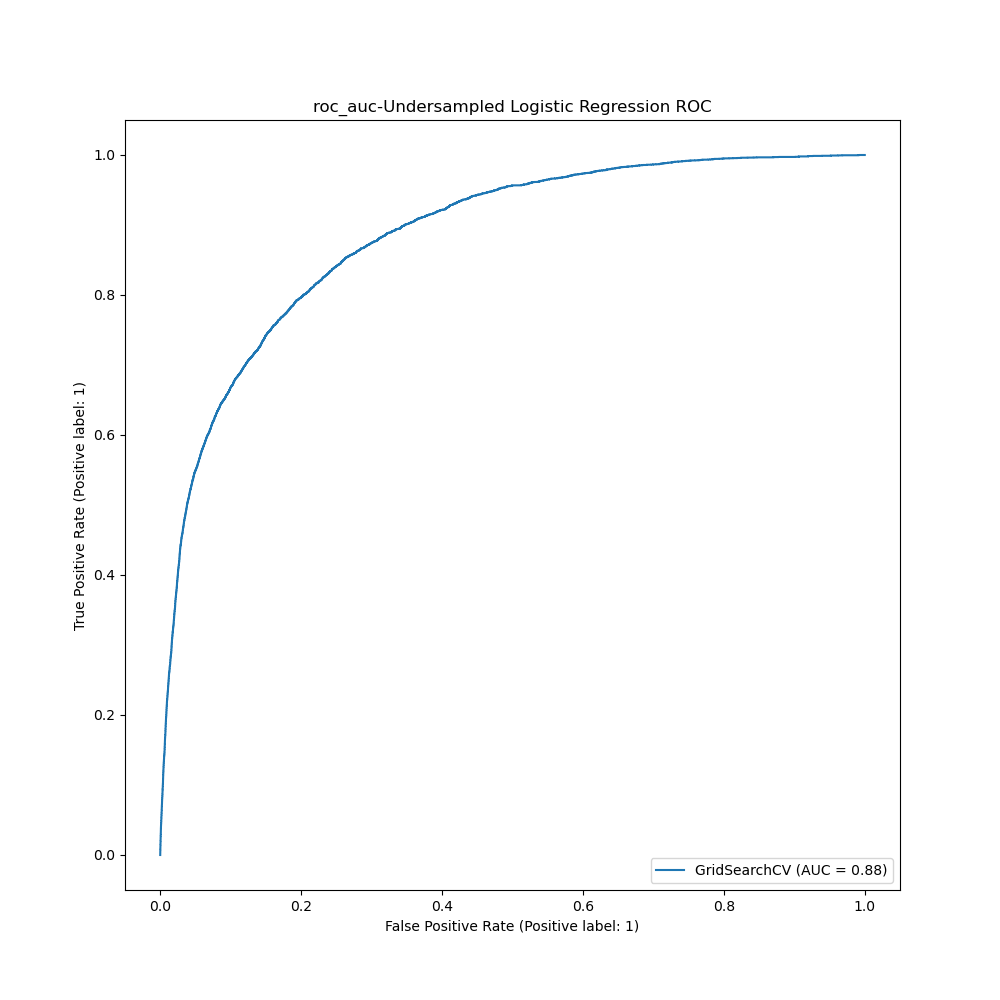 roc_auc-Undersampled Logistic Regression ROC
1.0
0.8
0.6
0.4
0.2
0.0
True Positive Rate (Positive label: 1)
GridSearchCV (AUC = 0.88)
0.0 0.2 0.4 0.6 0.8 1.0
False Positive Rate (Positive label: 1)